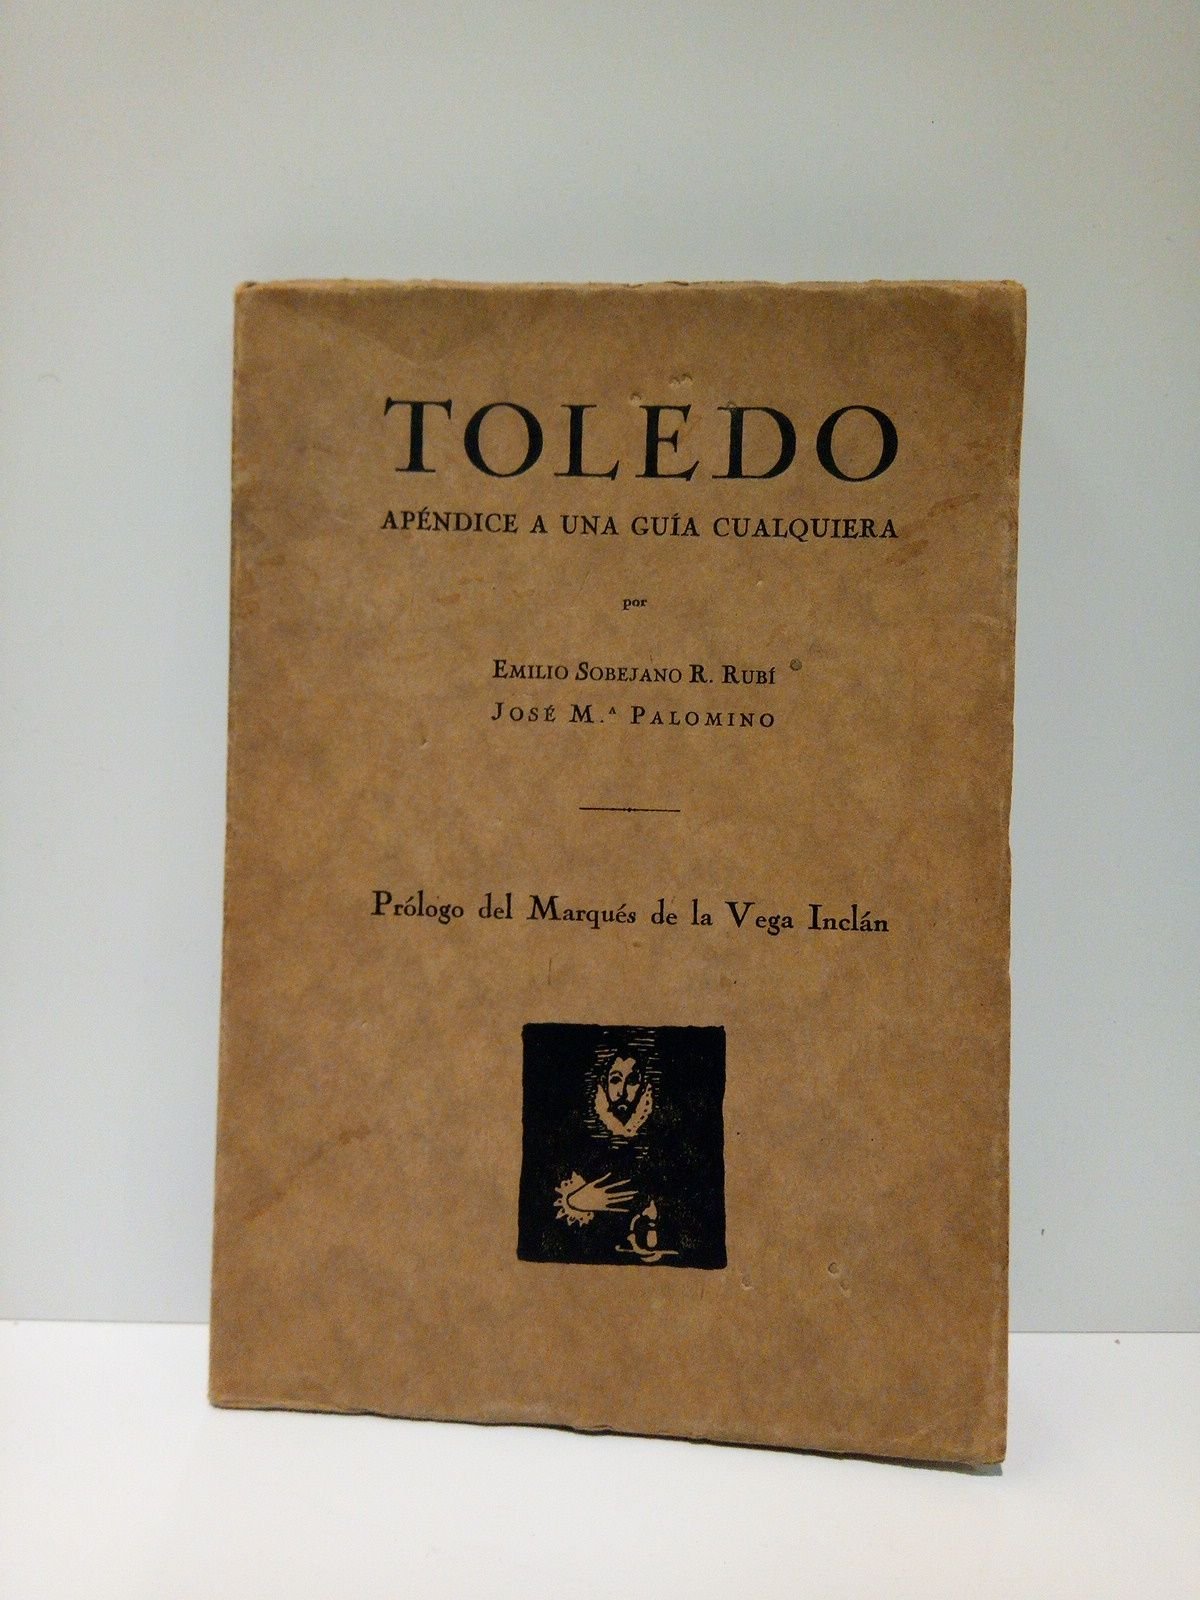 TOLEDO
APÉNDICE A UNA GUÍA CUALQUIERA
por
EMILIO SOBEJANO R. RUBÍ
JOSÉ M.ª PALOMINO
Prólogo del Marqués de la Vega Inclán